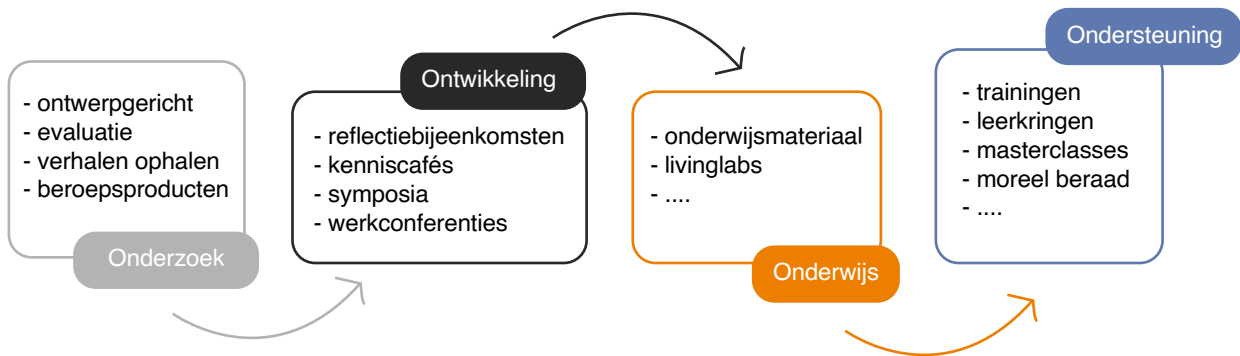 - ontwerpgericht
- evaluatie
- verhalen ophalen
- beroepsproducten
Onderzoek
Ontwikkeling
- reflectiebijeenkomsten
- kenniscafés
- symposia
- werkconferenties
- onderwijsmateriaal
- livinglabs
- ....
Onderwijs
Ondersteuning
- trainingen
- leerkringen
- masterclasses
- moreel beraad
- ....